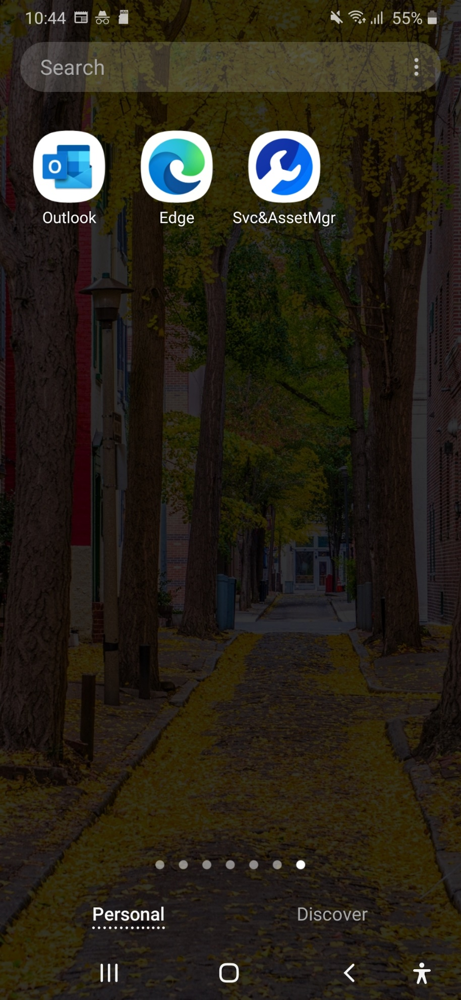 10:44 55%
Search
Outlook Edge Svc&AssetMgr
Personal Discover